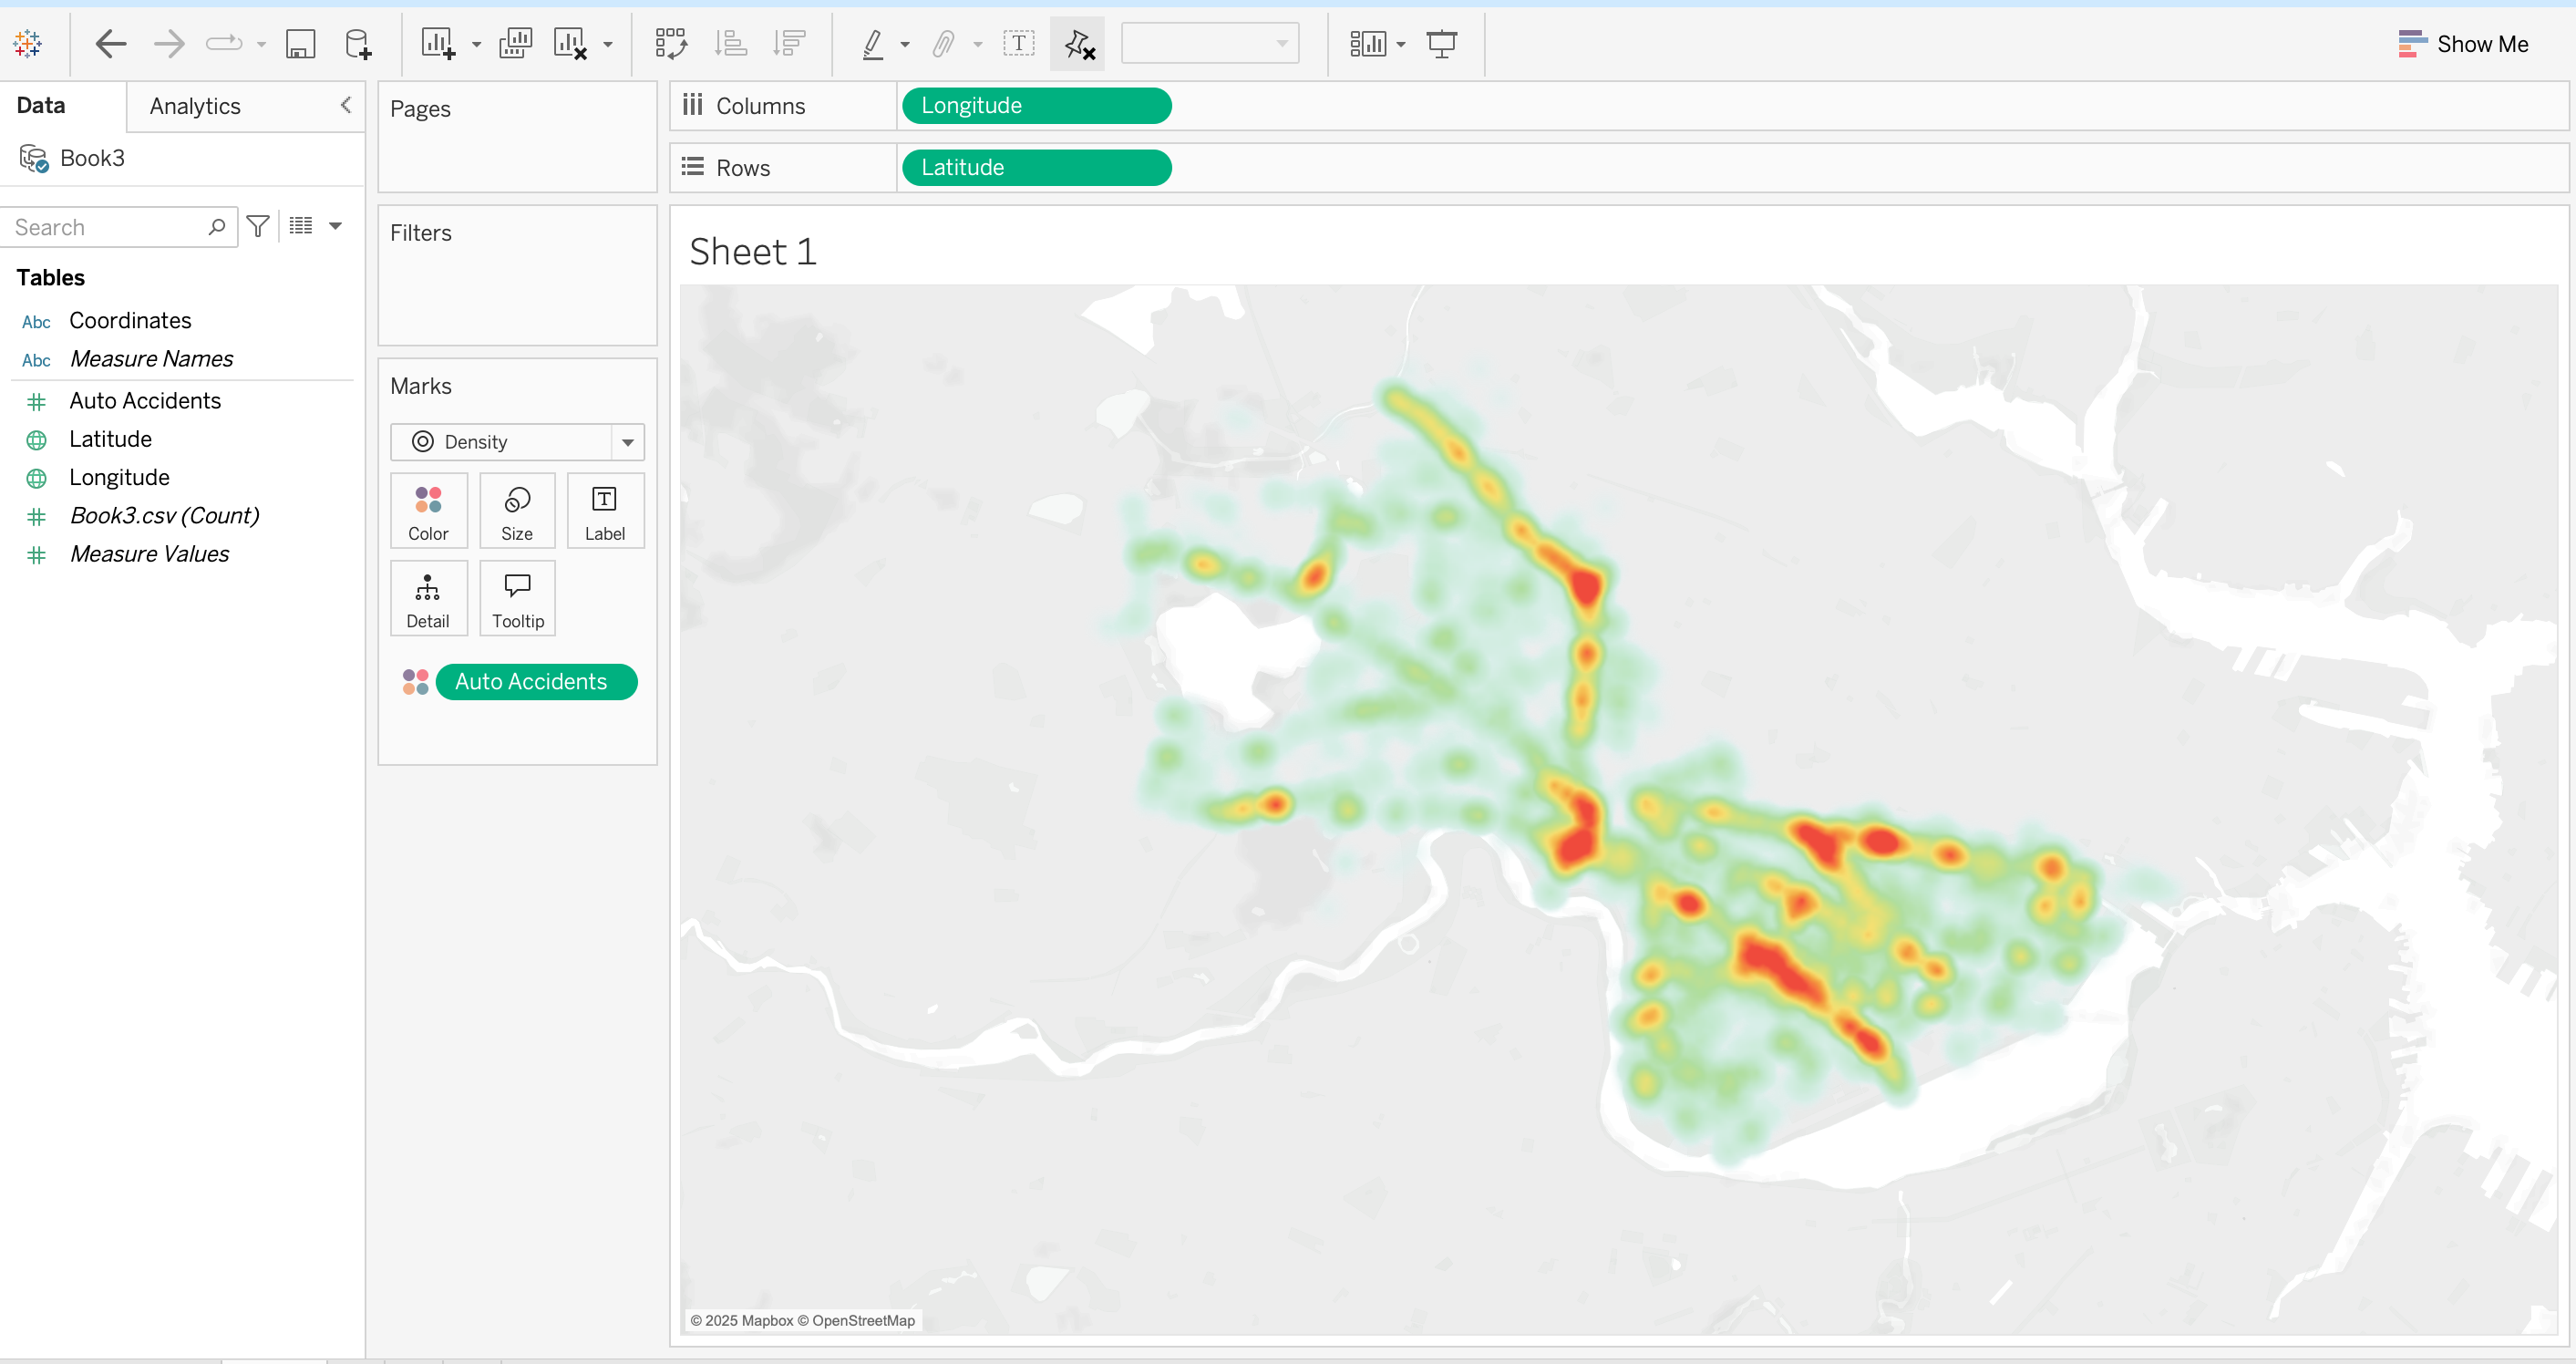 Show Me
Data
Analytics
Book3
Search
Tables
Abc Coordinates
Abc Measure Names
Auto Accidents
Latitude
Longitude
Book3.csv (Count)
Measure Values
Pages
Filters
Marks
Density
Color
Size
Label
Detail
Tooltip
Auto Accidents
Columns
Longitude
Rows
Latitude
Sheet 1
© 2025 Mapbox © OpenStreetMap